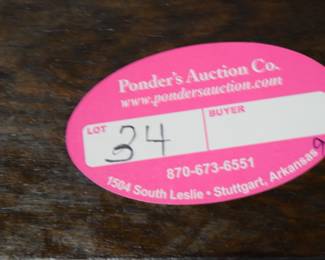 Ponder's Auction Co.
www.pondersauction.com
LOT 34 BUYER
870-673-6551
1504 South Leslie • Stuttgart, Arkansas